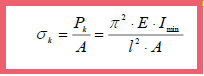 σ_k = P_k / A = π² · E · I_min / l² · A